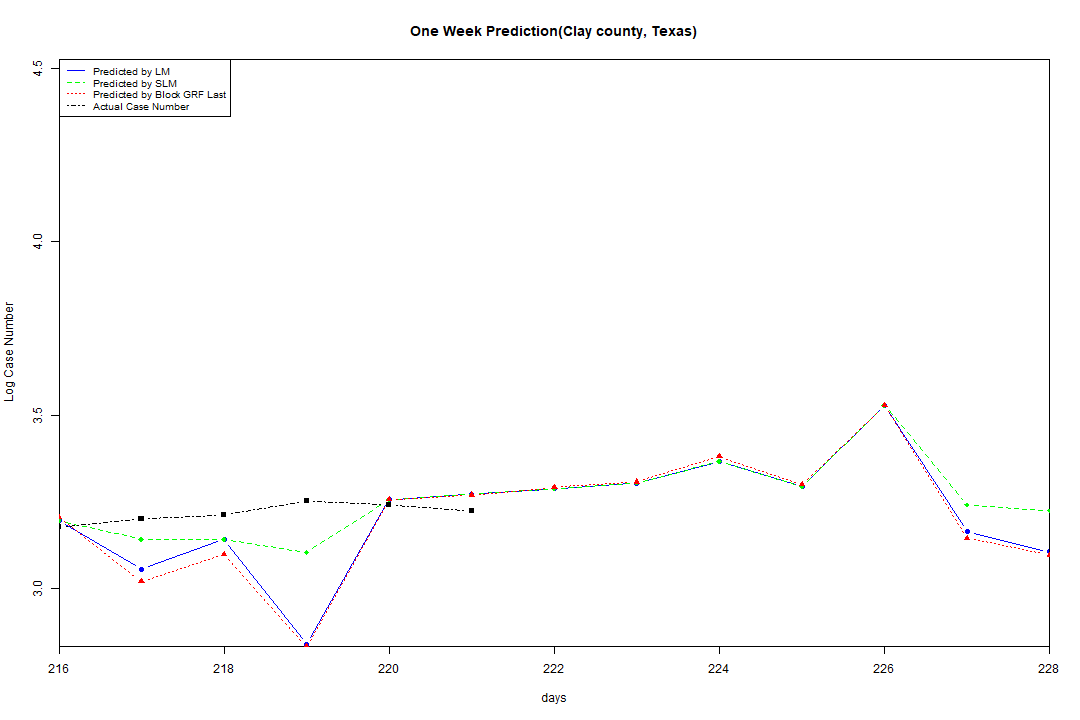 One Week Prediction(Clay county, Texas)
Predicted by LM
Predicted by SLM
Predicted by Block GRF Last
Actual Case Number
4.5
4.0
3.5
3.0
Log Case Number
216 218 220 222 224 226 228
days